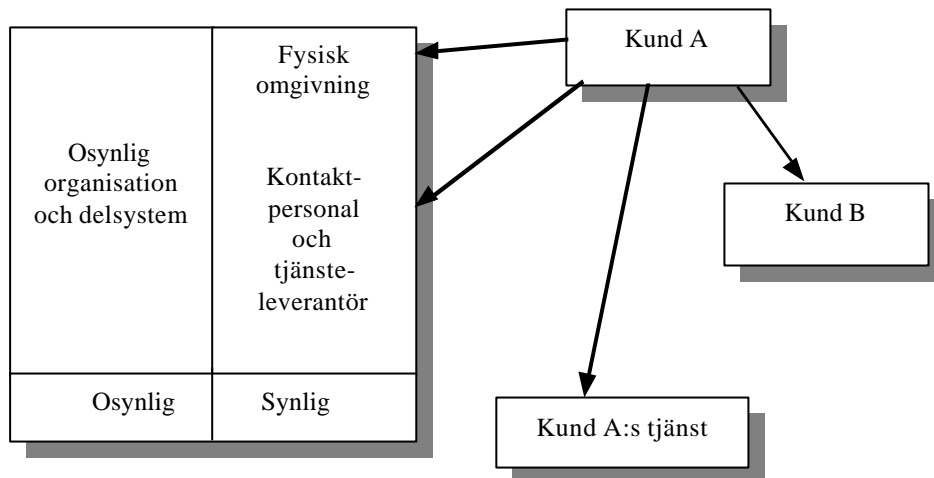 Osynlig
organisation
och delsystem
Fysisk
omgivning
Kontakt-
personal
och
tjänste-
leverantör
Osynlig
Synlig
Kund A
Kund B
Kund A:s tjänst